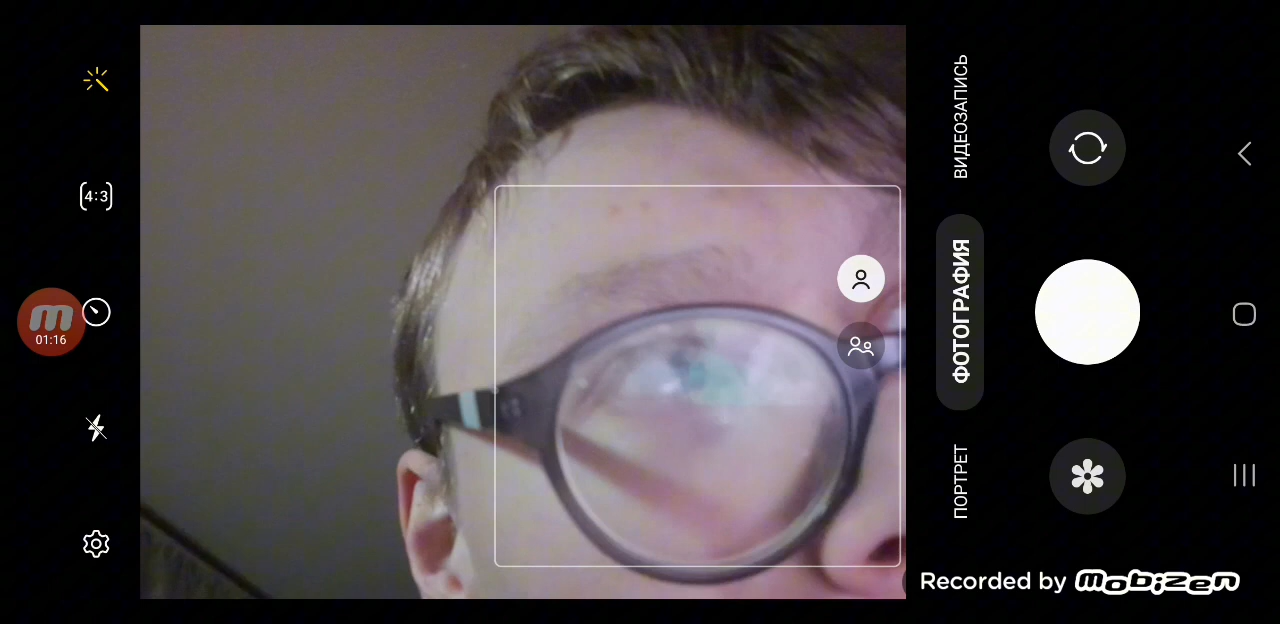 4:3
01:16
ВИДЕОЗАПИСЬ
ФОТОГРАФИЯ
ПОРТРЕТ
Recorded by mobizen